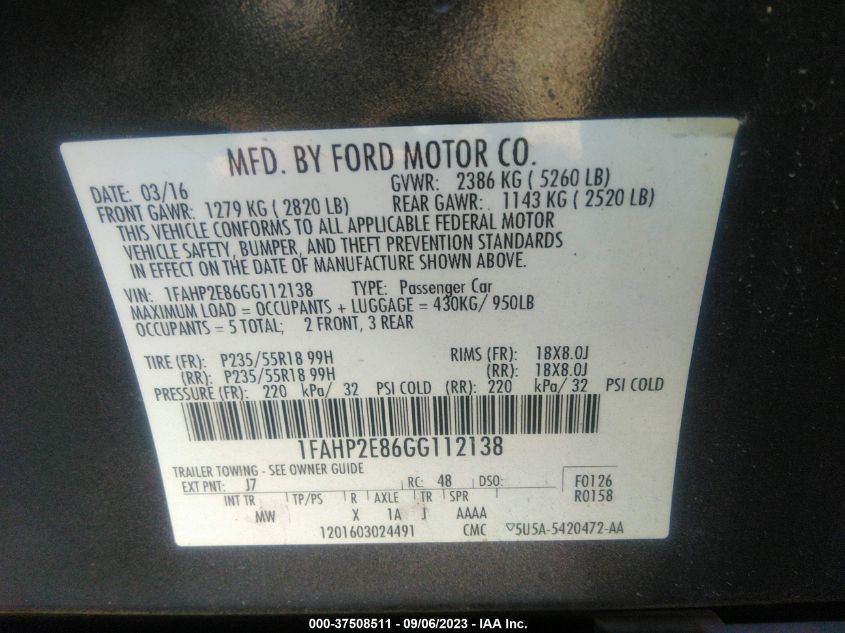 MFD. BY FORD MOTOR CO.
DATE: 03/16 GVWR: 2386 KG ( 5260 LB)
FRONT GAWR: 1279 KG ( 2820 LB) REAR GAWR: 1143 KG ( 2520 LB)
THIS VEHICLE CONFORMS TO ALL APPLICABLE FEDERAL MOTOR
VEHICLE SAFETY, BUMPER, AND THEFT PREVENTION STANDARDS
IN EFFECT ON THE DATE OF MANUFACTURE SHOWN ABOVE.
VIN: 1FAHP2E86GG112138 TYPE: Passenger Car
MAXIMUM LOAD = OCCUPANTS + LUGGAGE = 430KG/ 950LB
OCCUPANTS = 5 TOTAL; 2 FRONT, 3 REAR
TIRE (FR): P235/55R18 99H RIMS (FR): 18X8.0J
(RR): P235/55R18 99H (RR): 18X8.0J
PRESSURE (FR): 220 kPa/ 32 PSI COLD (RR): 220 kPa/ 32 PSI COLD
1FAHP2E86GG112138
TRAILER TOWING - SEE OWNER GUIDE
EXT PNT: J7 RC: 48 DSO: F0126
INT TR TP/PS R AXLE TR SPR R0158
MW X 1A J AAAA
1201603024491 CMC ▽5U5A-5420472-AA
000-37508511 - 09/06/2023 - IAA Inc.